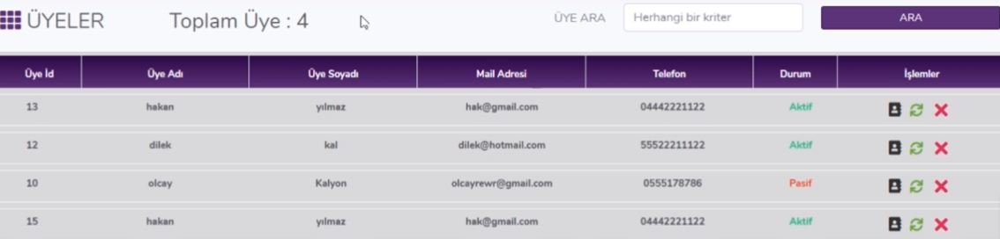 ÜYELER Toplam Üye : 4 ÜYE ARA Herhangi bir kriter ARA
Üye İd Üye Adı Üye Soyadı Mail Adresi Telefon Durum İşlemler
13 hakan yılmaz hak@gmail.com 04442221122 Aktif
12 dilek kal dilek@hotmail.com 55522211122 Aktif
10 olcay Kalyon olcayrewr@gmail.com 0555178786 Pasif
15 hakan yılmaz hak@gmail.com 04442221122 Aktif